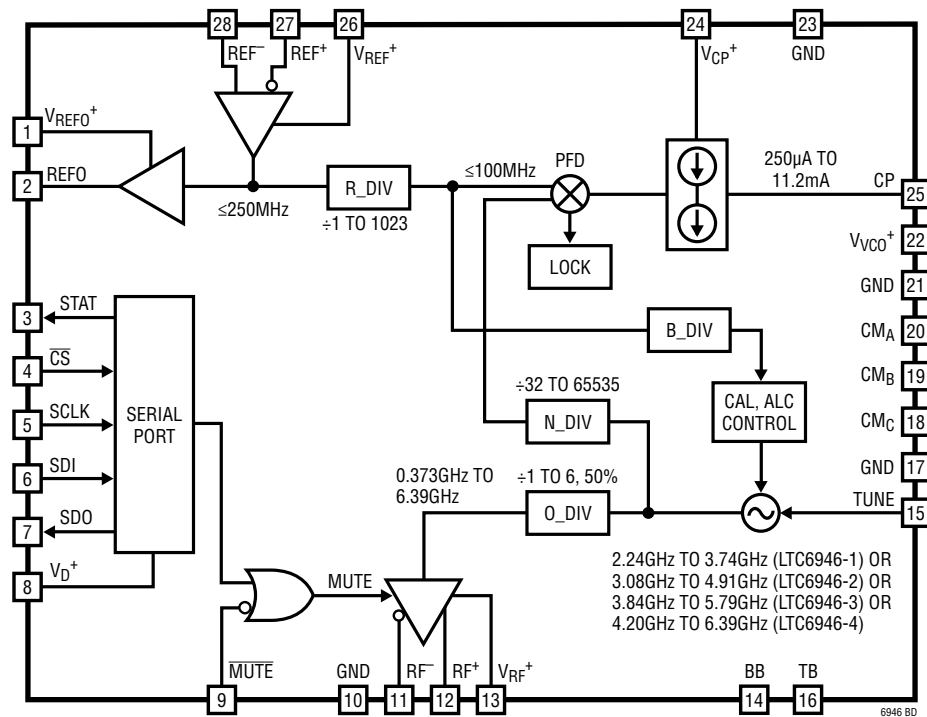 28
27
26
24
23
REF⁻
REF⁺
V_REF⁺
V_CP⁺
GND
1
V_REFO⁺
2
REFO
≤250MHz
R_DIV
÷1 TO 1023
≤100MHz
PFD
LOCK
250µA TO
11.2mA
CP
25
V_VCO⁺
22
GND
21
CM_A
20
CM_B
19
CM_C
18
GND
17
TUNE
15
3
STAT
4
C̅S̅
5
SCLK
6
SDI
7
SDO
8
V_D⁺
SERIAL
PORT
B_DIV
CAL, ALC
CONTROL
÷32 TO 65535
N_DIV
0.373GHz TO
6.39GHz
÷1 TO 6, 50%
O_DIV
2.24GHz TO 3.74GHz (LTC6946-1) OR
3.08GHz TO 4.91GHz (LTC6946-2) OR
3.84GHz TO 5.79GHz (LTC6946-3) OR
4.20GHz TO 6.39GHz (LTC6946-4)
MUTE
M̅U̅T̅E̅
GND
RF⁻
RF⁺
V_RF⁺
BB
TB
9
10
11
12
13
14
16
6946 BD